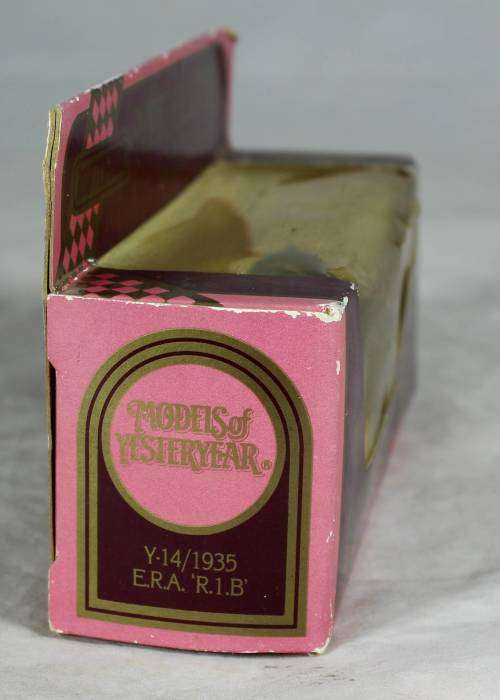 MODELS of
YESTERYEAR®
Y·14/1935
E.R.A. 'R.1.B'